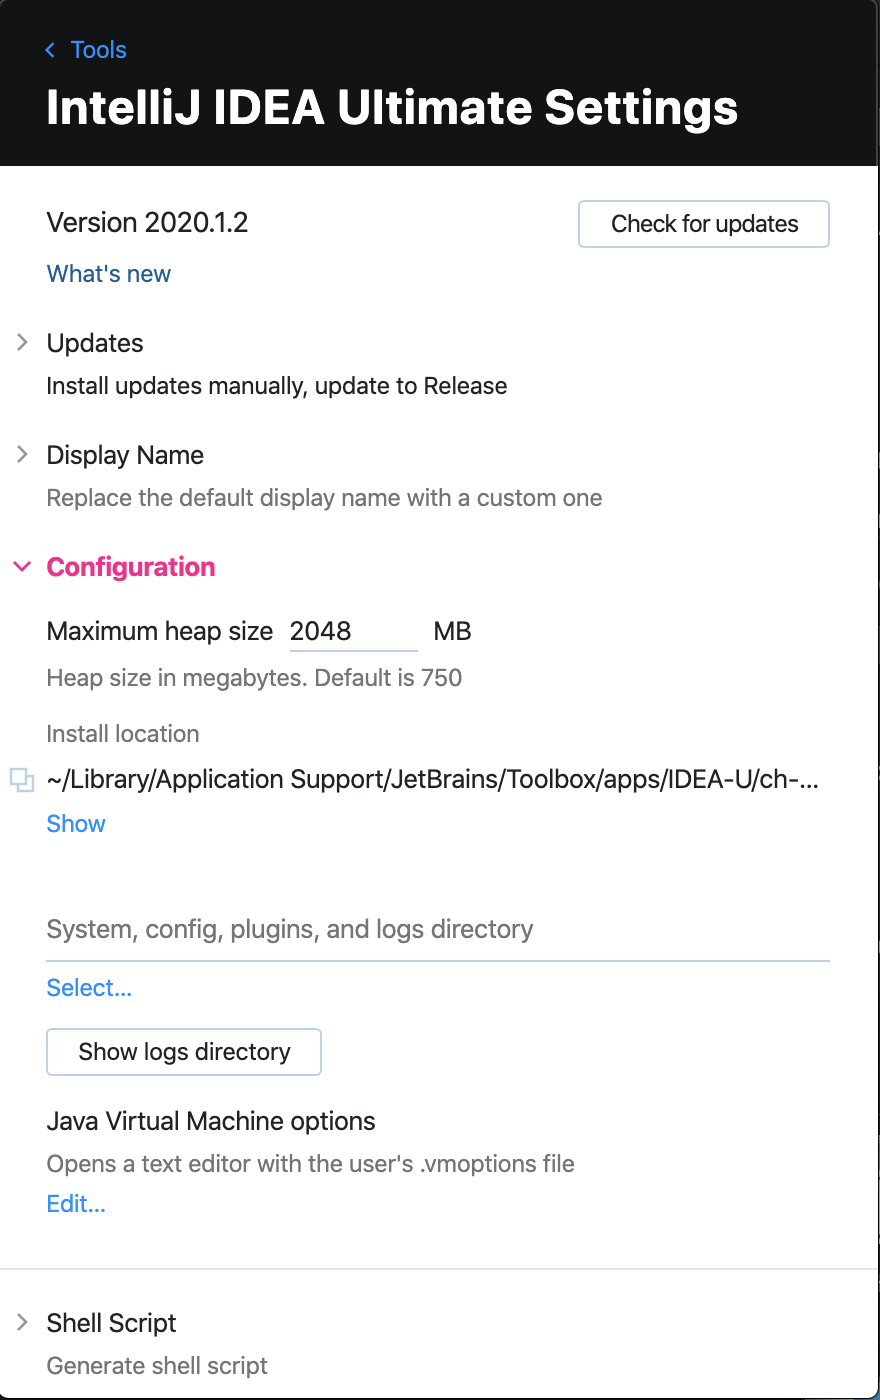 Tools
IntelliJ IDEA Ultimate Settings
Version 2020.1.2
Check for updates
What's new
Updates
Install updates manually, update to Release
Display Name
Replace the default display name with a custom one
Configuration
Maximum heap size 2048 MB
Heap size in megabytes. Default is 750
Install location
~/Library/Application Support/JetBrains/Toolbox/apps/IDEA-U/ch-...
Show
System, config, plugins, and logs directory
Select...
Show logs directory
Java Virtual Machine options
Opens a text editor with the user's .vmoptions file
Edit...
Shell Script
Generate shell script